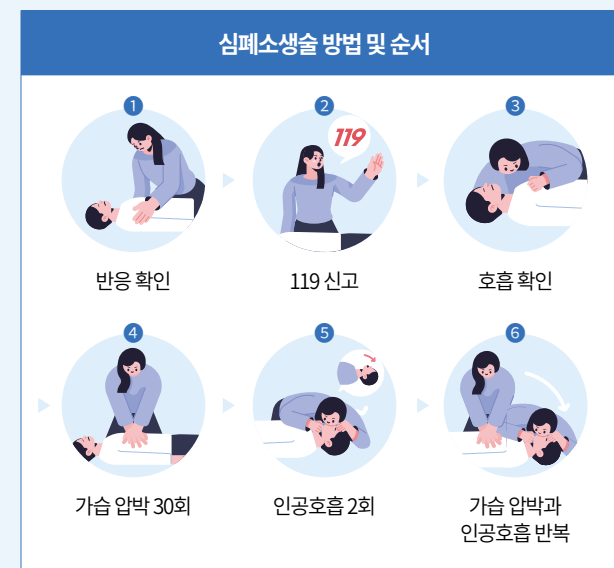 심폐소생술 방법 및 순서
1
2
3
119
반응 확인
119 신고
호흡 확인
4
5
6
가슴 압박 30회
인공호흡 2회
가슴 압박과
인공호흡 반복